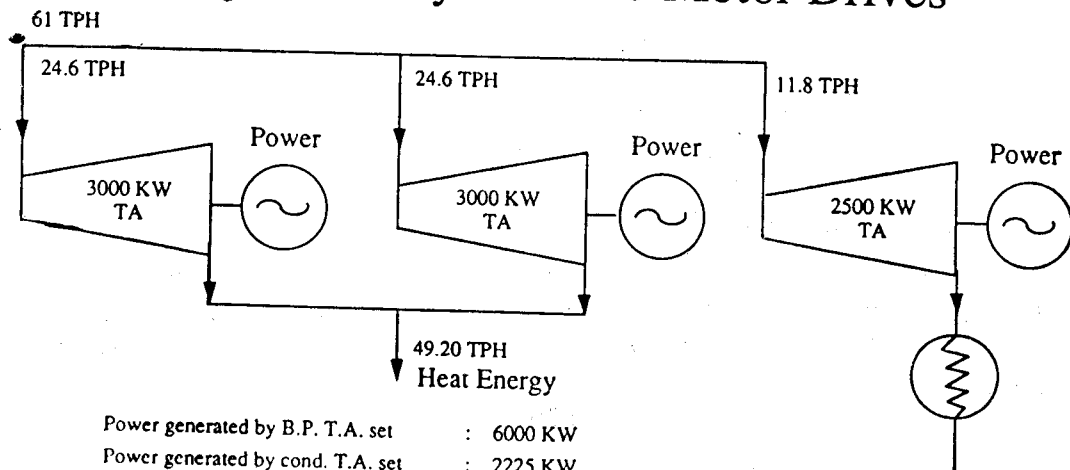 Motor Drives
61 TPH
24.6 TPH
24.6 TPH
11.8 TPH
Power
Power
Power
3000 KW
TA
3000 KW
TA
2500 KW
TA
49.20 TPH
Heat Energy
Power generated by B.P. T.A. set : 6000 KW
Power generated by cond. T.A. set : 2225 KW